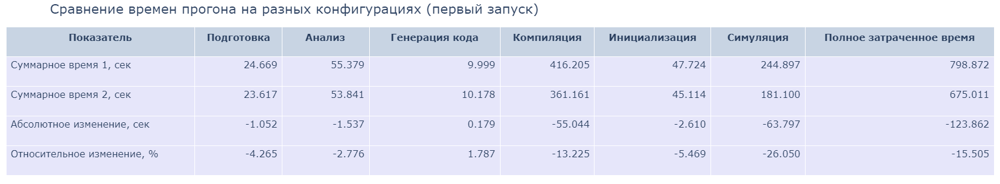 Сравнение времен прогона на разных конфигурациях (первый запуск)
Показатель Подготовка Анализ Генерация кода Компиляция Инициализация Симуляция Полное затраченное время
Суммарное время 1, сек 24.669 55.379 9.999 416.205 47.724 244.897 798.872
Суммарное время 2, сек 23.617 53.841 10.178 361.161 45.114 181.100 675.011
Абсолютное изменение, сек -1.052 -1.537 0.179 -55.044 -2.610 -63.797 -123.862
Относительное изменение, % -4.265 -2.776 1.787 -13.225 -5.469 -26.050 -15.505